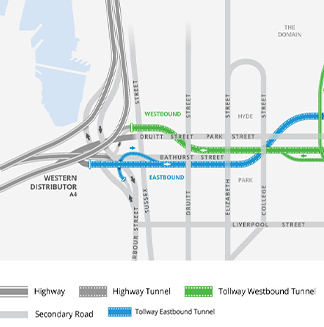 THE
DOMAIN
STREET
STREET
STREET
STREET
WESTBOUND
HYDE
DRUITT STREET PARK STREET
BATHURST STREET
WESTERN
DISTRIBUTOR
A4
EASTBOUND
PARK
HARBOUR STREET
SUSSEX
DRUITT
ELIZABETH
COLLEGE
LIVERPOOL STREET
Highway
Highway Tunnel
Tollway Westbound Tunnel
Secondary Road
Tollway Eastbound Tunnel